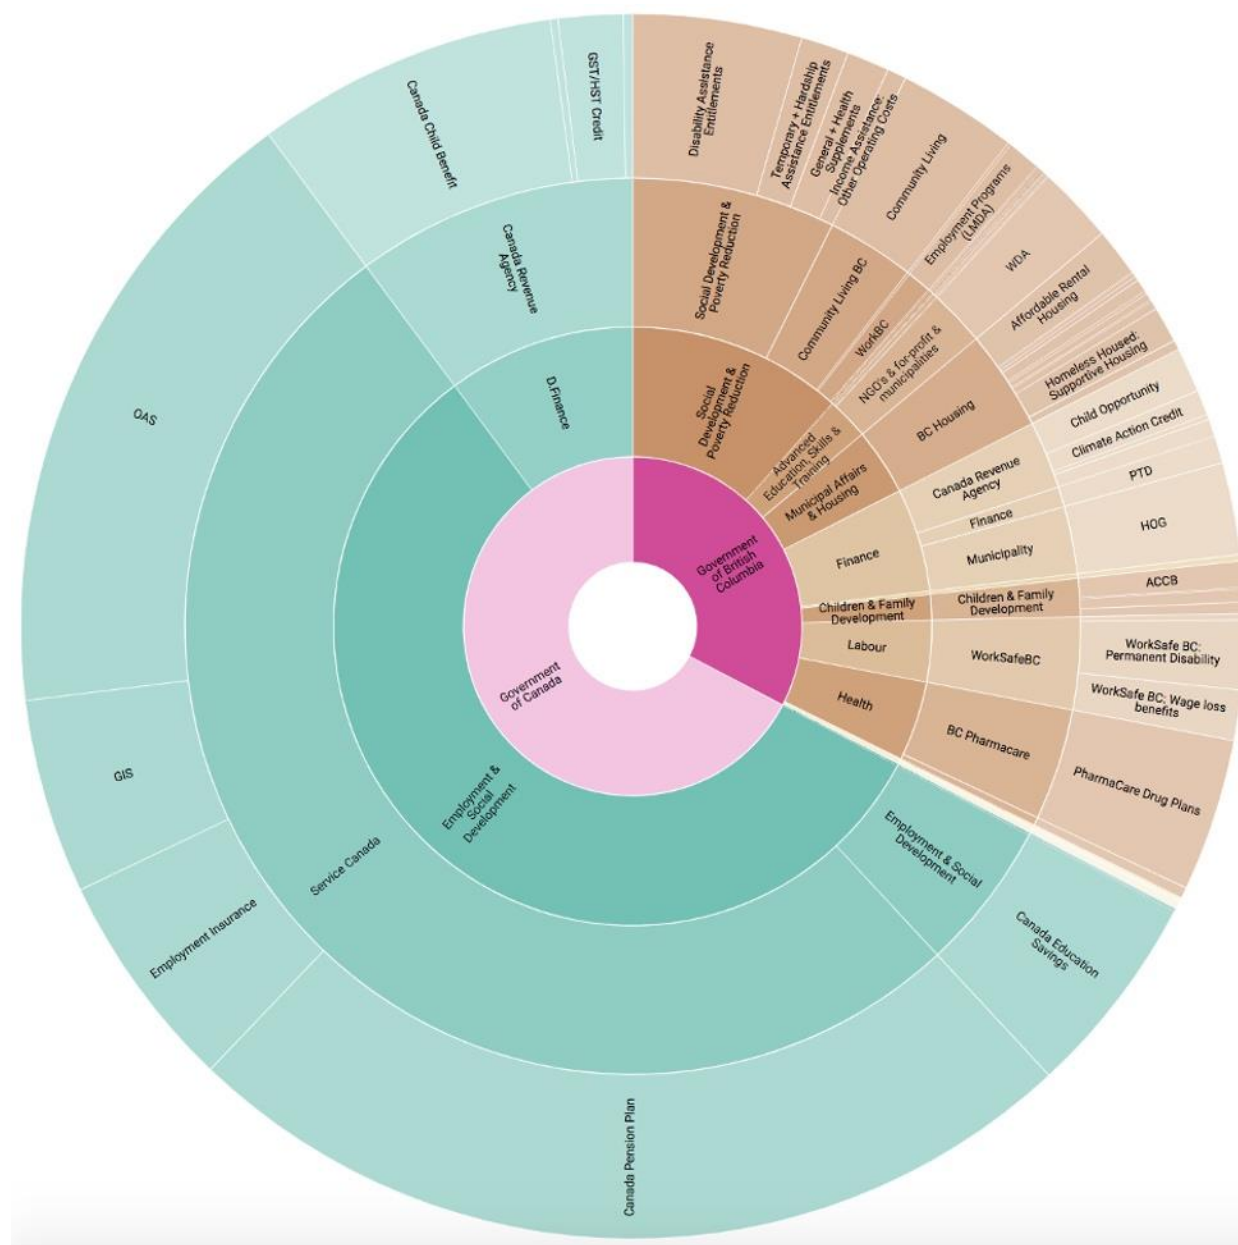 Government
of British
Columbia
Government
of Canada
Social
Development &
Poverty Reduction
Advanced
Education, Skills &
Training
Municipal Affairs
& Housing
Finance
Children & Family
Development
Labour
Health
Employment &
Social
Development
D.Finance
Social Development &
Poverty Reduction
Community Living BC
WorkBC
NGO's & for-profit &
municipalities
BC Housing
Canada Revenue
Agency
Finance
Municipality
Children & Family
Development
WorkSafeBC
BC Pharmacare
Employment & Social
Development
Service Canada
Canada Revenue
Agency
Disability Assistance
Entitlements
Temporary + Hardship
Assistance Entitlements
General + Health
Supplements
Income Assistance:
Other Operating Costs
Community Living
Employment Programs
(LMDA)
WDA
Affordable Rental
Housing
Homeless Housed:
Supportive Housing
Child Opportunity
Climate Action Credit
PTD
HOG
ACCB
WorkSafe BC:
Permanent Disability
WorkSafe BC: Wage loss
benefits
PharmaCare Drug Plans
Canada Education
Savings
Canada Pension Plan
Employment Insurance
GIS
OAS
Canada Child Benefit
GST/HST Credit